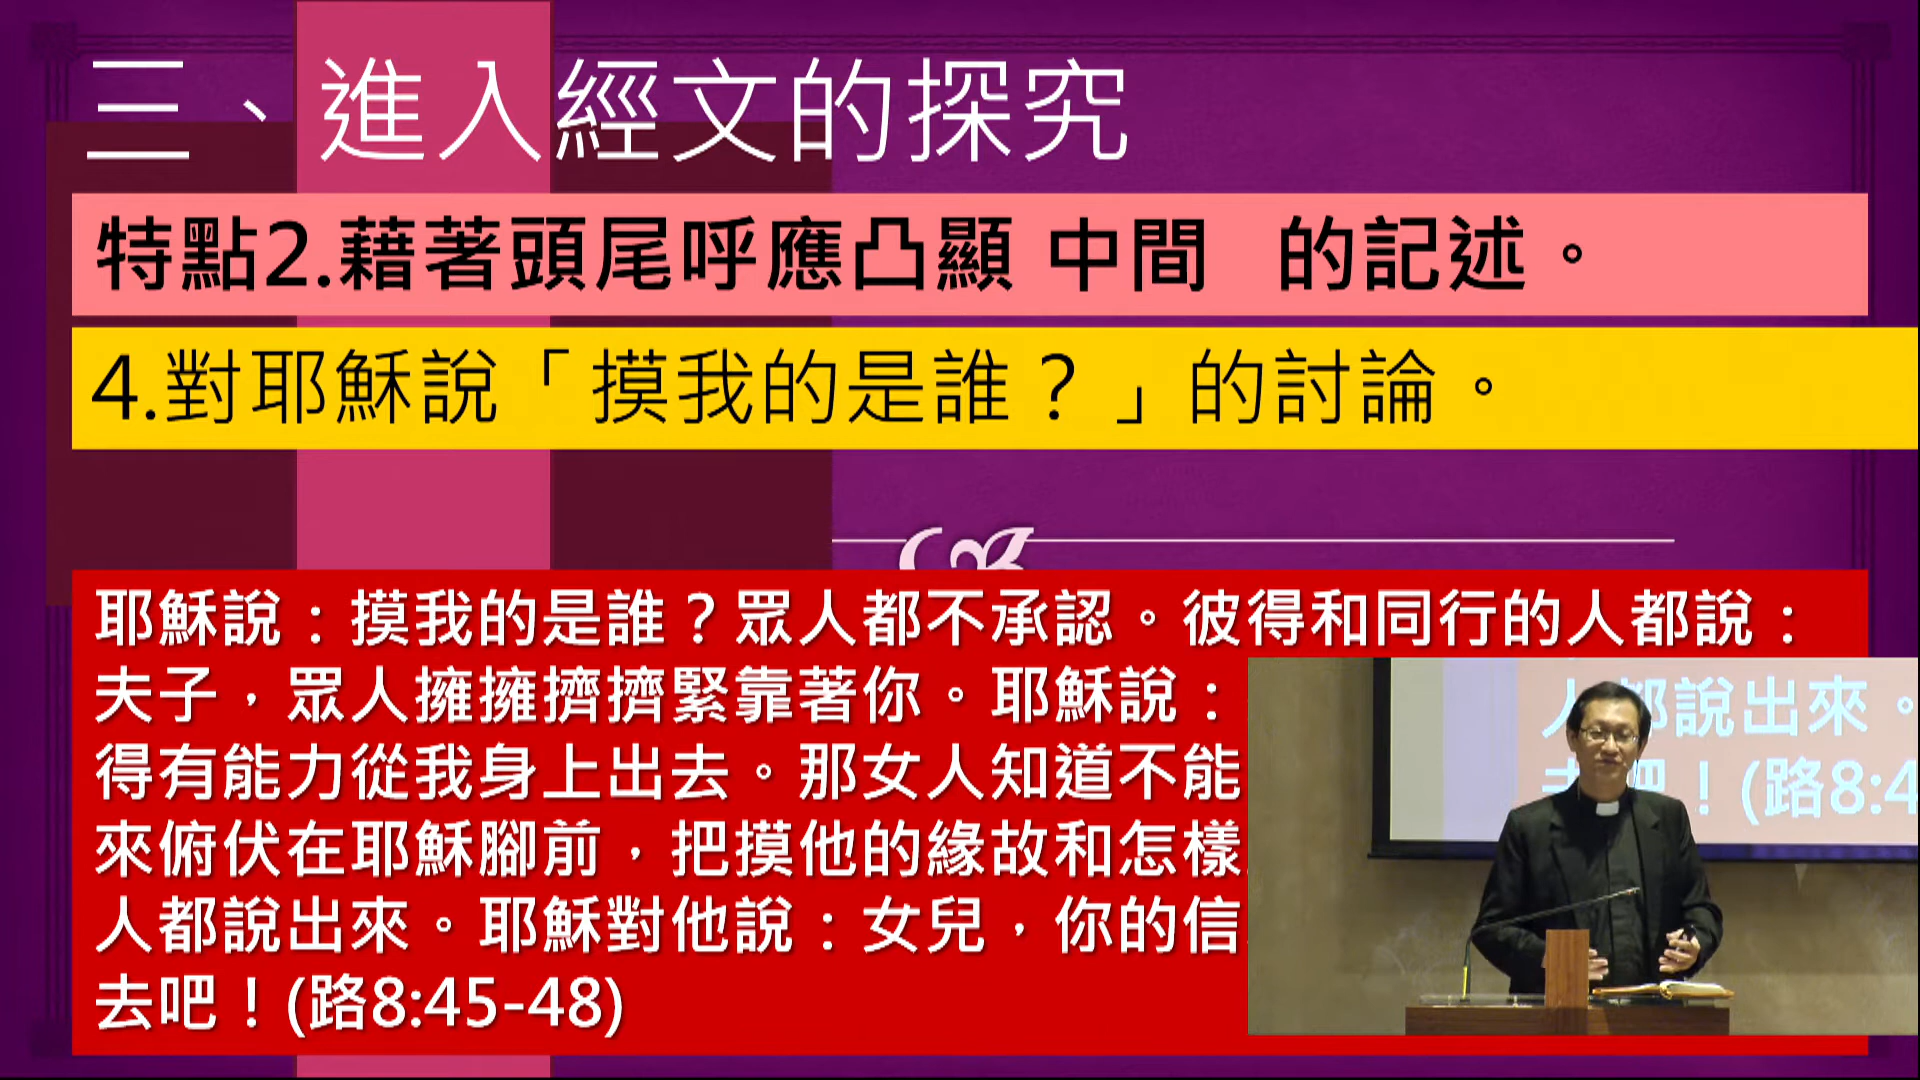 三、進入經文的探究
特點2.藉著頭尾呼應凸顯 中間 的記述。
4.對耶穌說「摸我的是誰？」的討論。
耶穌說：摸我的是誰？眾人都不承認。彼得和同行的人都說：
夫子，眾人擁擁擠擠緊靠著你。耶穌說：
得有能力從我身上出去。那女人知道不能
來俯伏在耶穌腳前，把摸他的緣故和怎樣
人都說出來。耶穌對他說：女兒，你的信
去吧！(路8:45-48)
人都說出來。
去吧！(路8:4